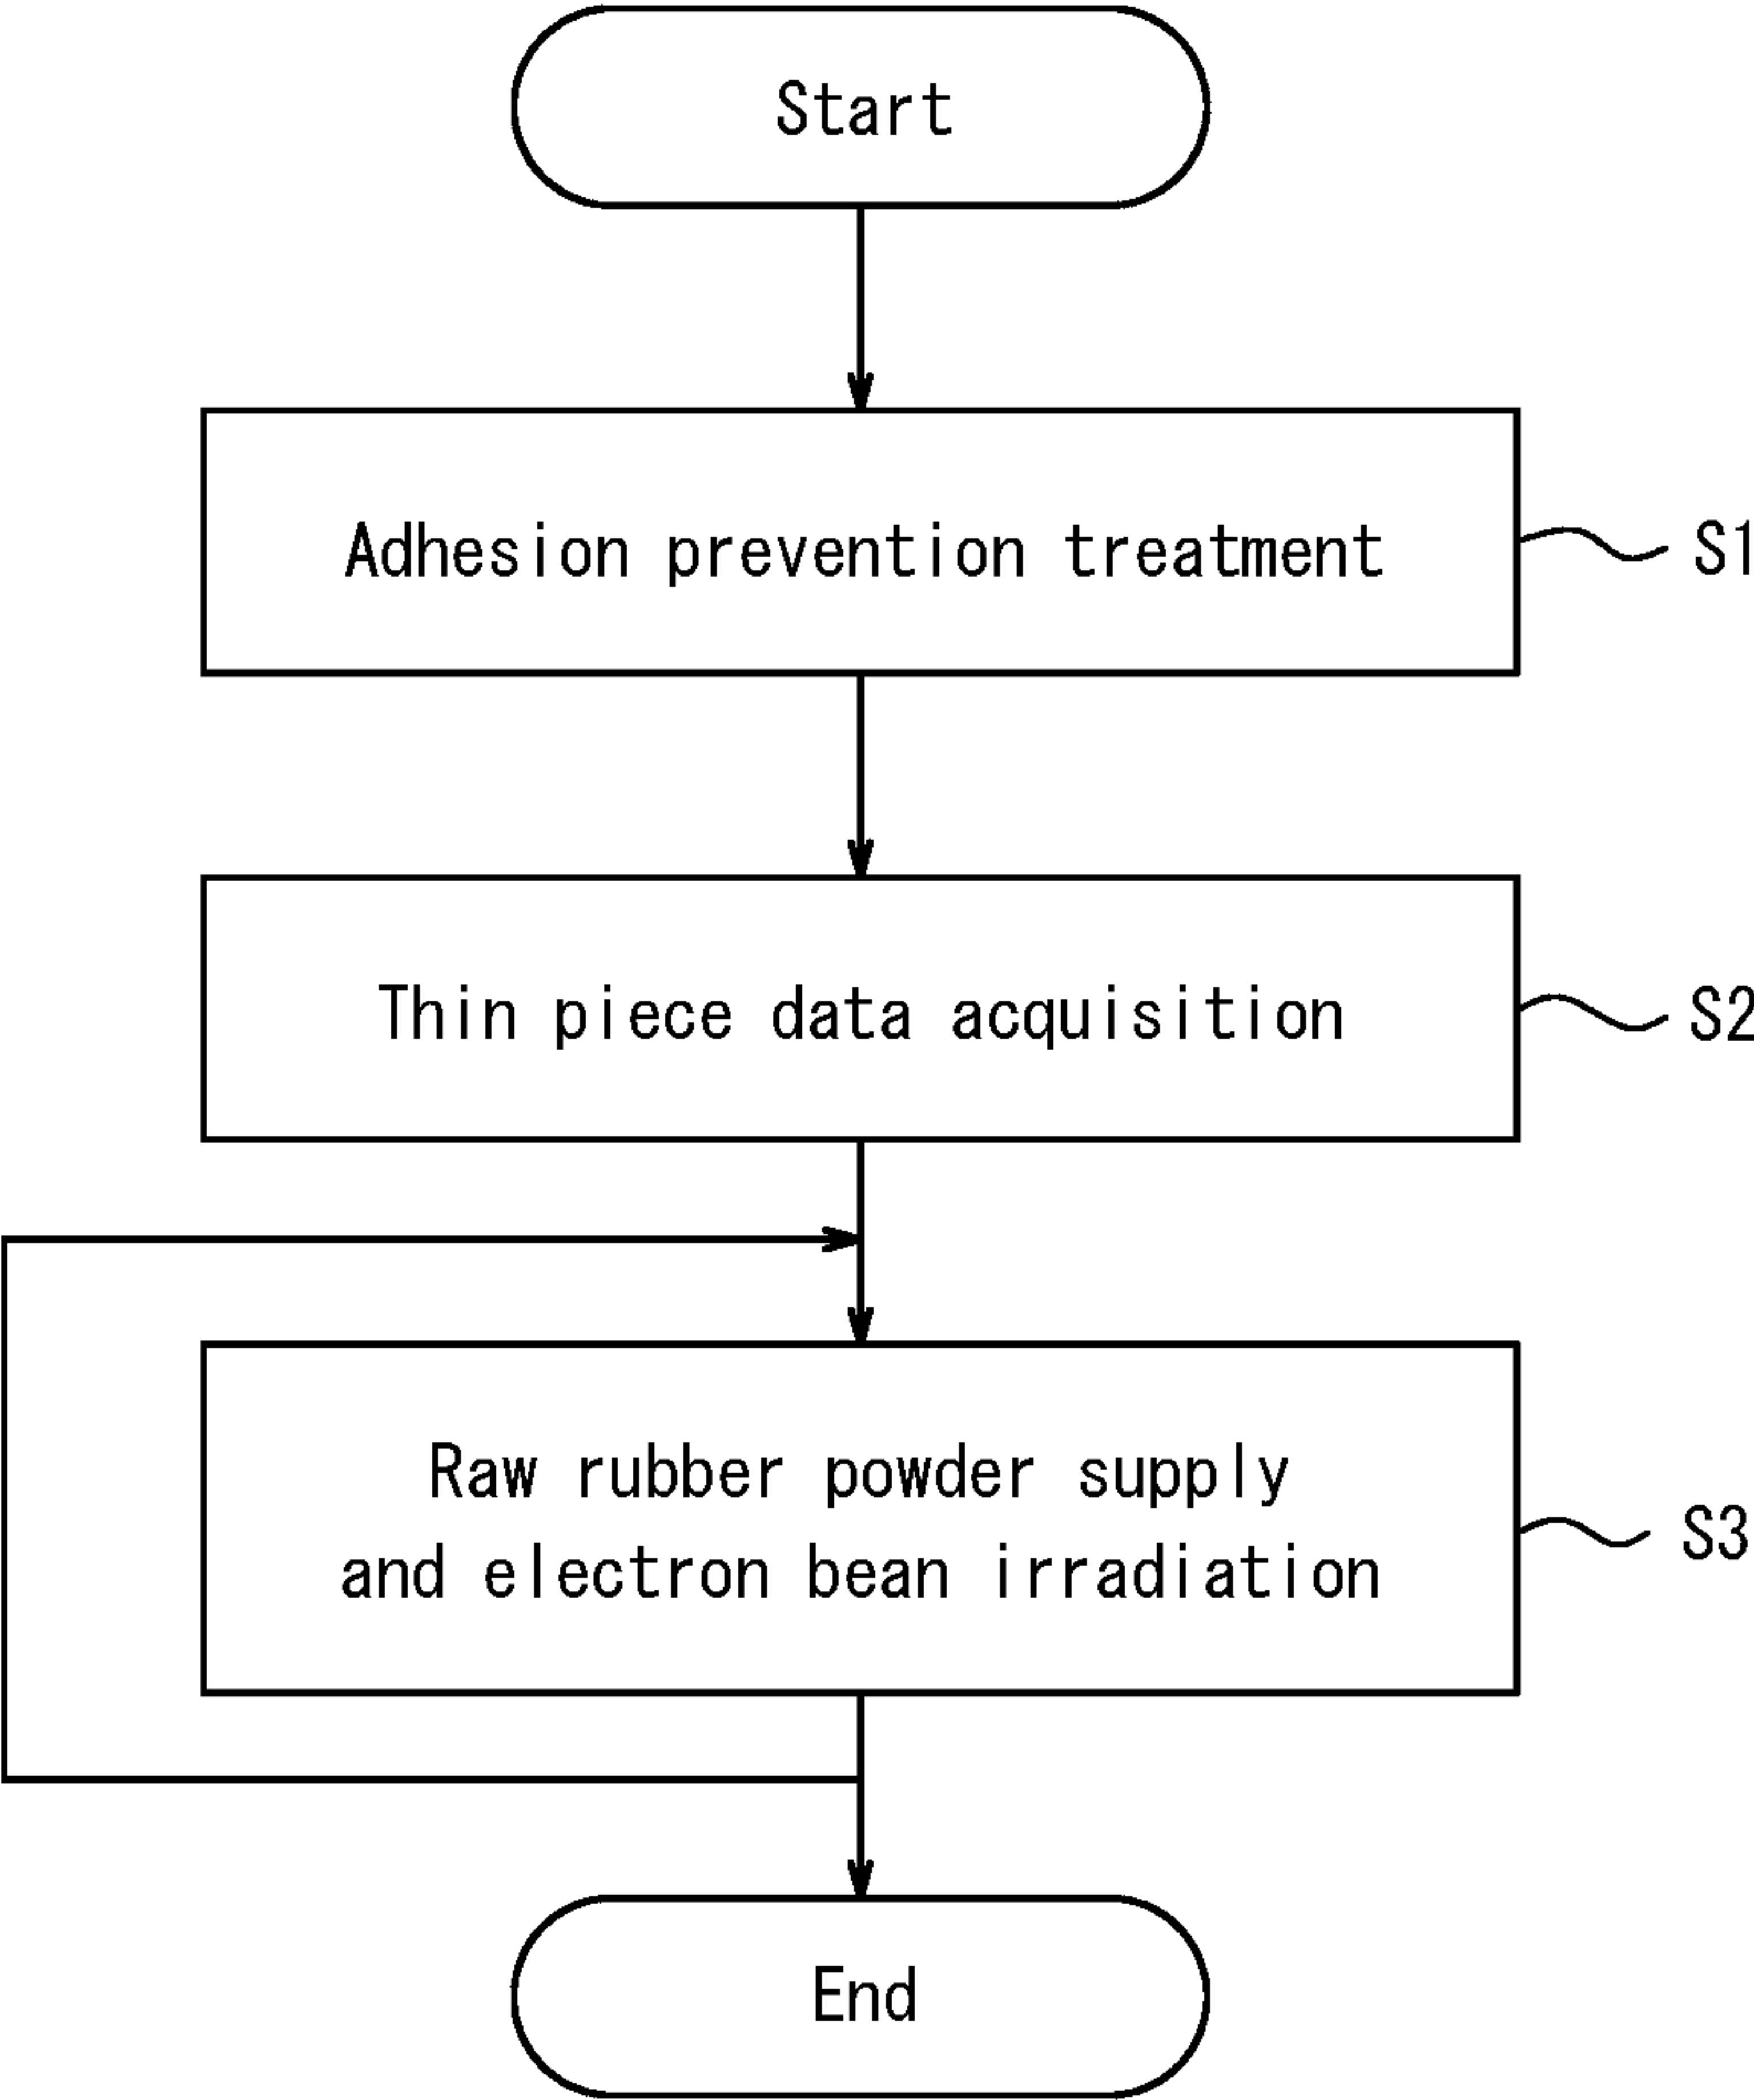 Start
Adhesion prevention treatment
S1
Thin piece data acquisition
S2
Raw rubber powder supply
and electron bean irradiation
S3
End